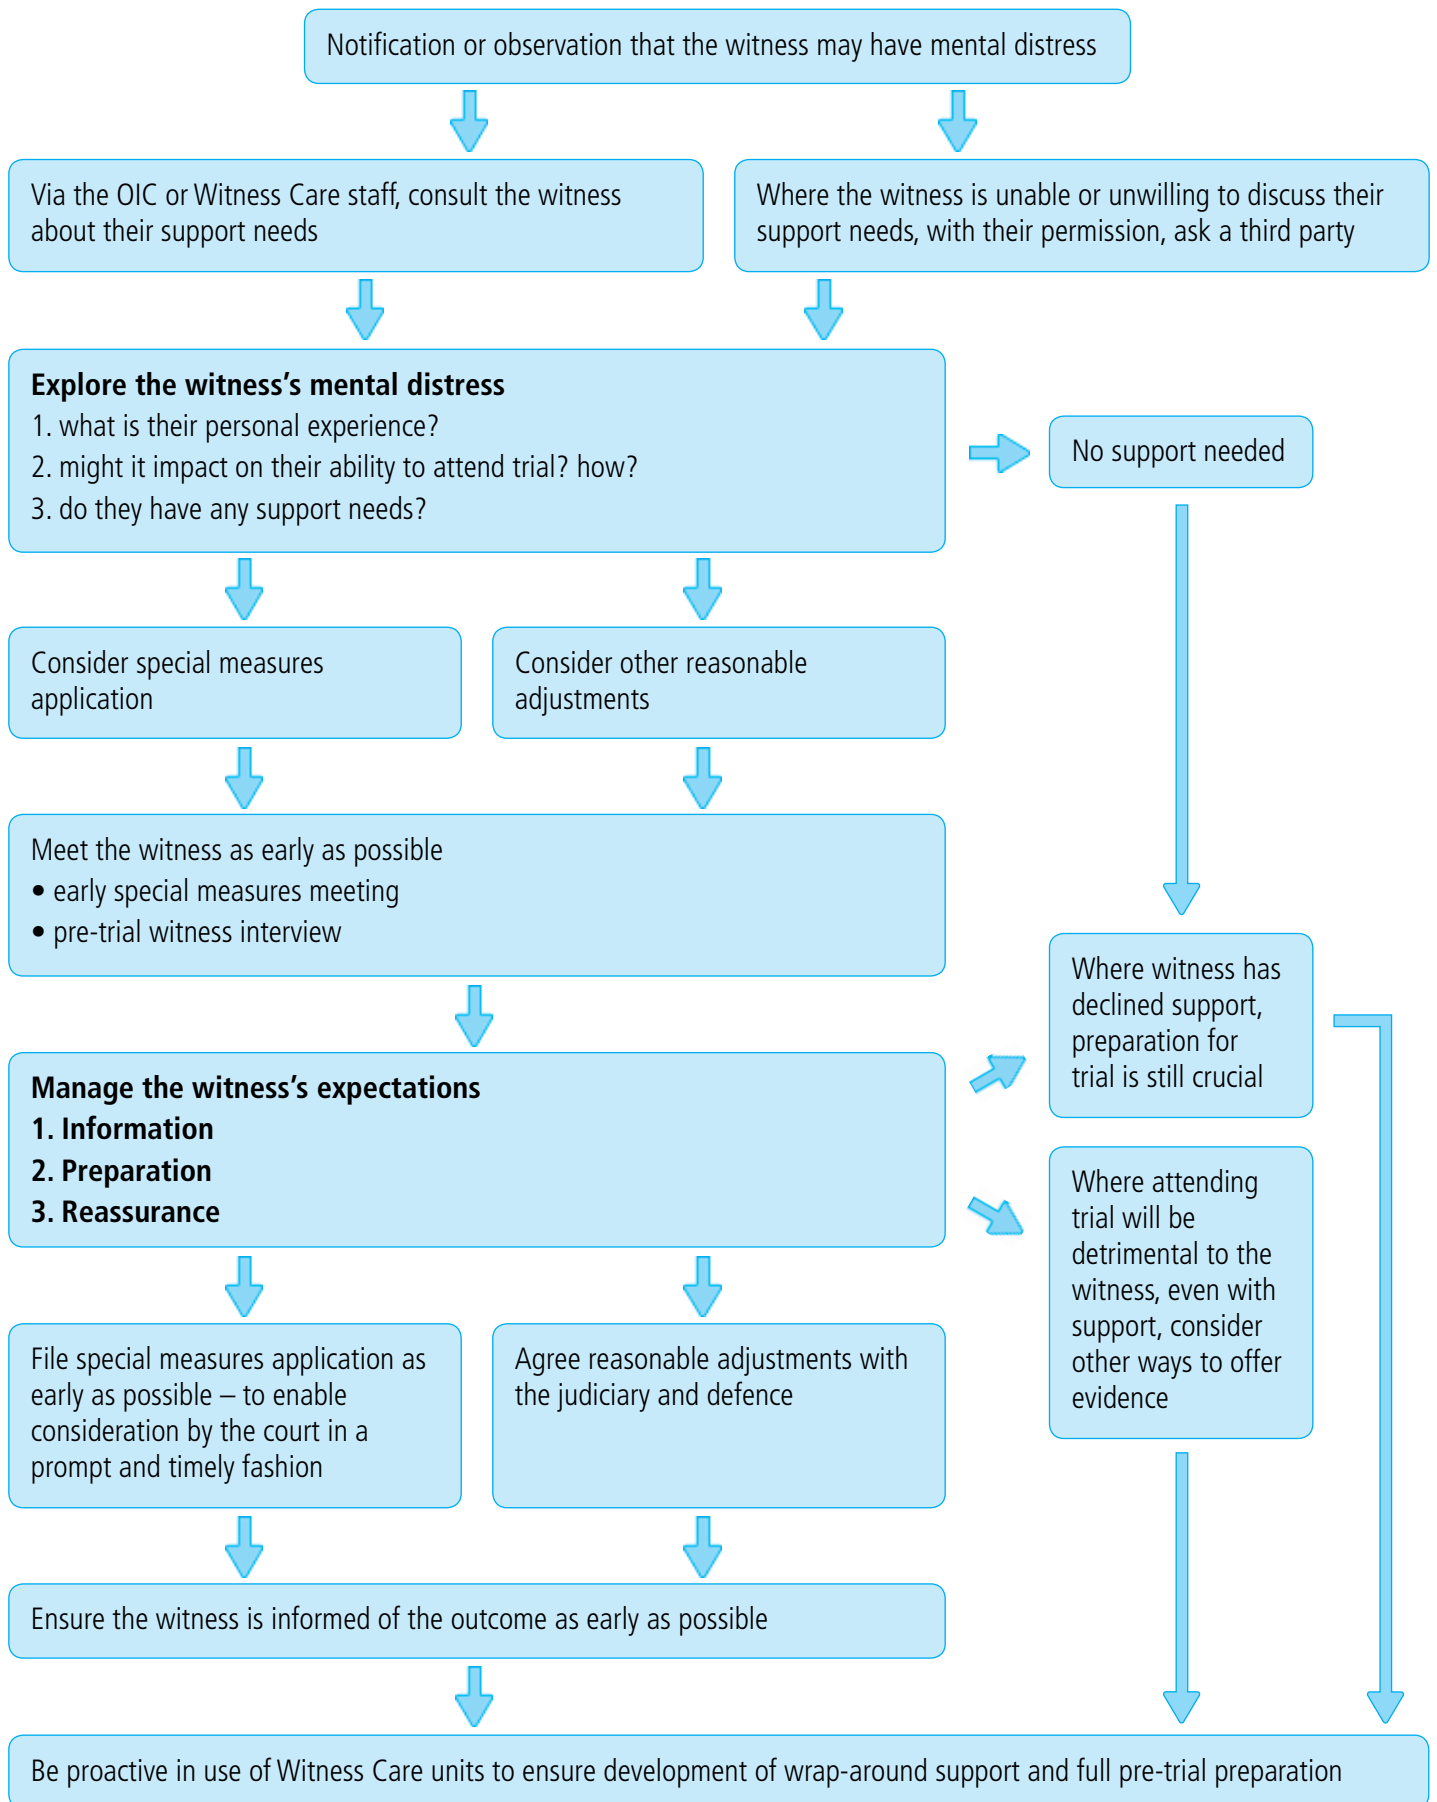 Notification or observation that the witness may have mental distress
Via the OIC or Witness Care staff, consult the witness
about their support needs
Where the witness is unable or unwilling to discuss their
support needs, with their permission, ask a third party
Explore the witness’s mental distress
1. what is their personal experience?
2. might it impact on their ability to attend trial? how?
3. do they have any support needs?
No support needed
Consider special measures
application
Consider other reasonable
adjustments
Meet the witness as early as possible
• early special measures meeting
• pre-trial witness interview
Where witness has
declined support,
preparation for
trial is still crucial
Manage the witness’s expectations
1. Information
2. Preparation
3. Reassurance
Where attending
trial will be
detrimental to the
witness, even with
support, consider
other ways to offer
evidence
File special measures application as
early as possible – to enable
consideration by the court in a
prompt and timely fashion
Agree reasonable adjustments with
the judiciary and defence
Ensure the witness is informed of the outcome as early as possible
Be proactive in use of Witness Care units to ensure development of wrap-around support and full pre-trial preparation